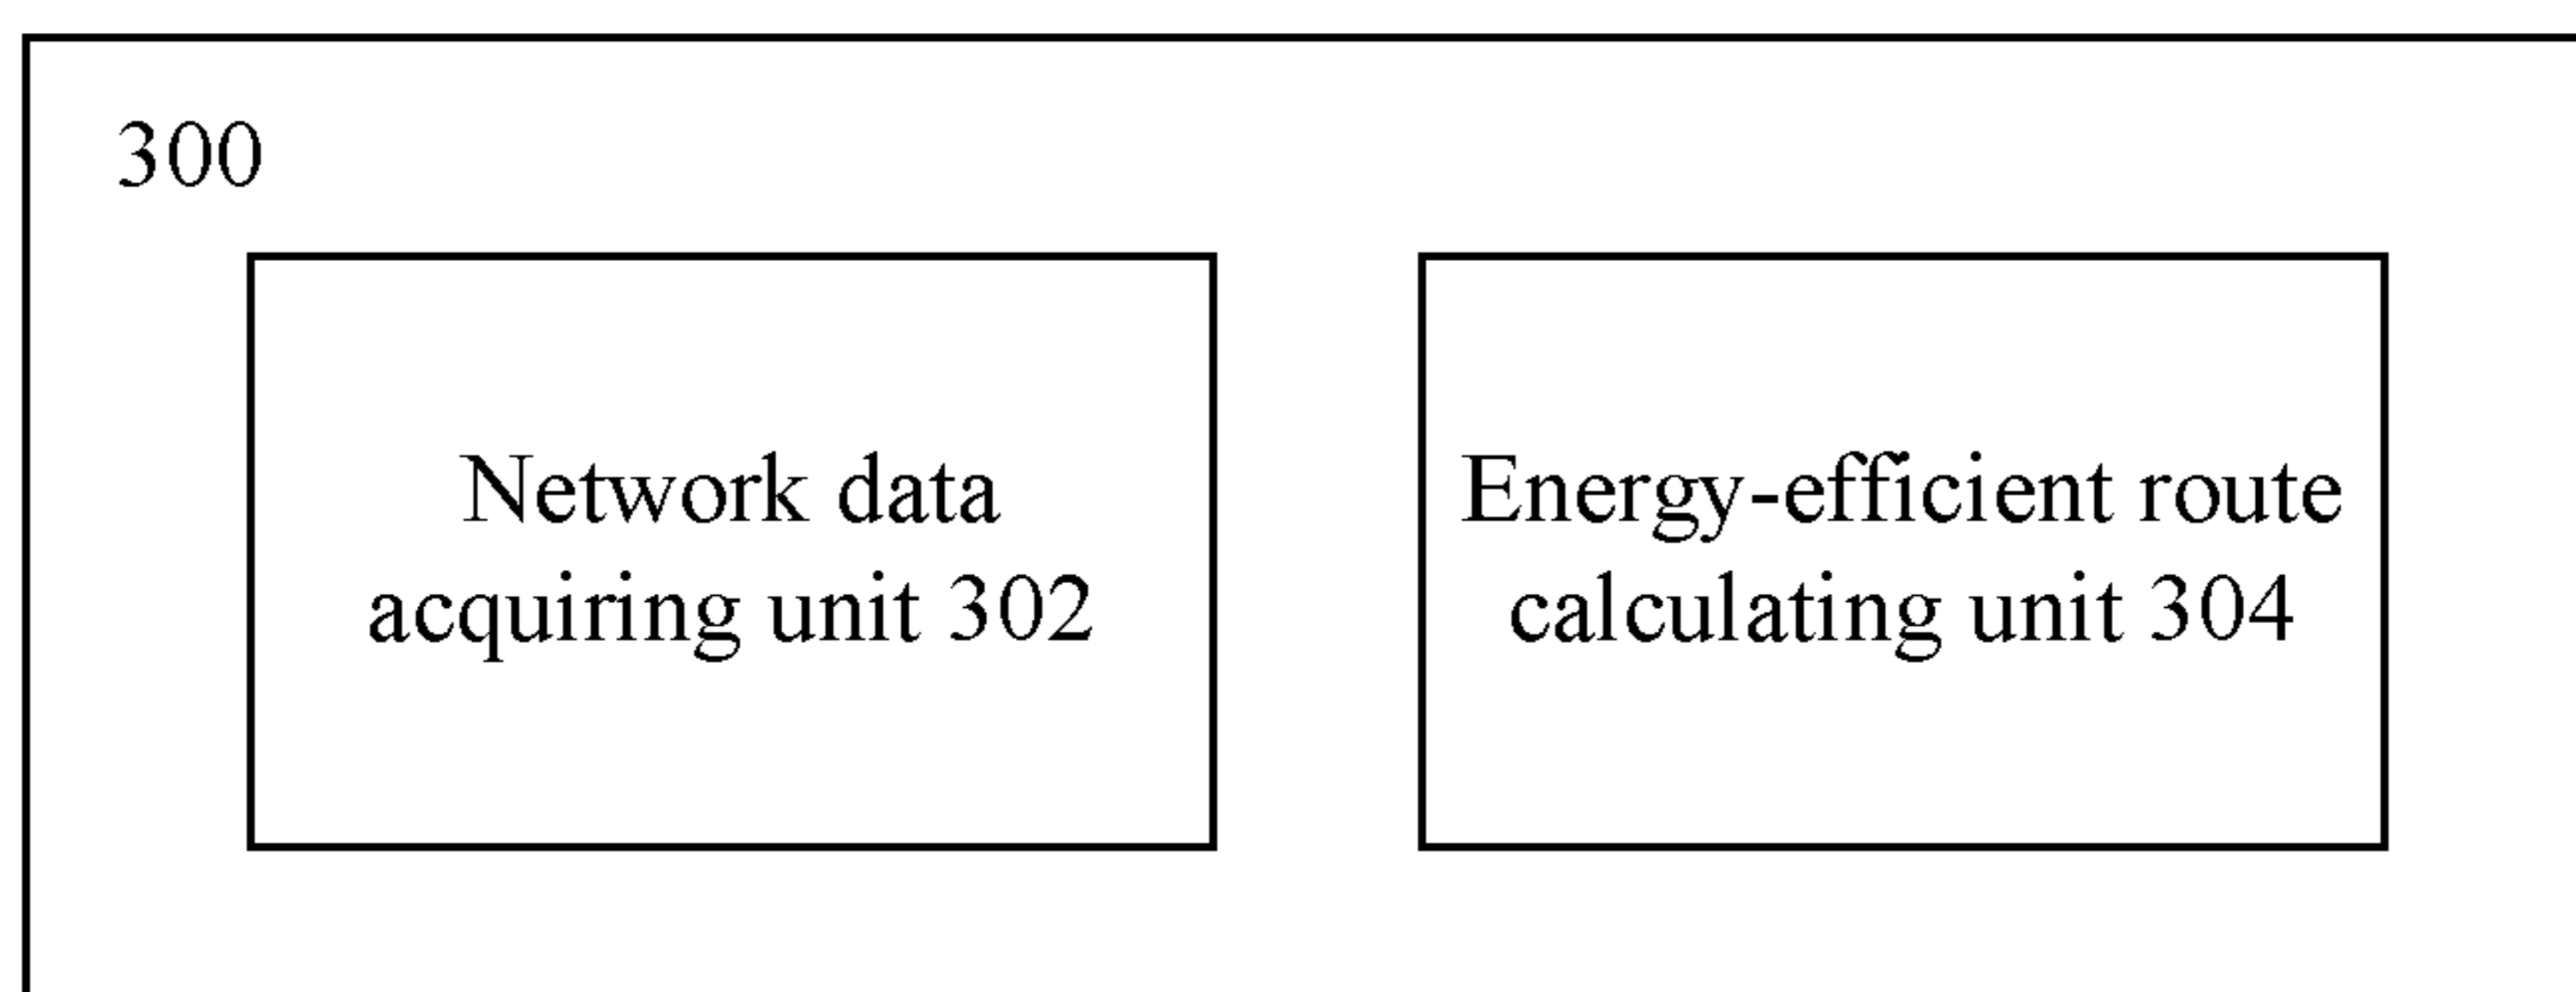 300
Network data
acquiring unit 302
Energy-efficient route
calculating unit 304